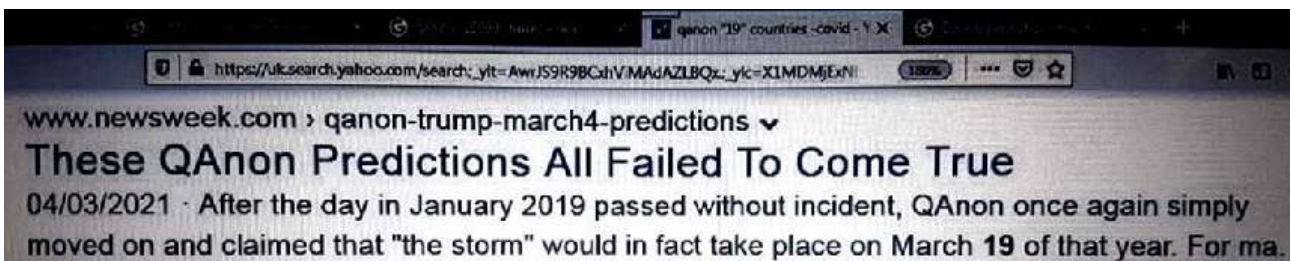 qanon "19" countries -covid - Y
https://uk.search.yahoo.com/search;_ylt=
180%
www.newsweek.com › qanon-trump-march4-predictions
These QAnon Predictions All Failed To Come True
04/03/2021 · After the day in January 2019 passed without incident, QAnon once again simply
moved on and claimed that "the storm" would in fact take place on March 19 of that year. For ma.